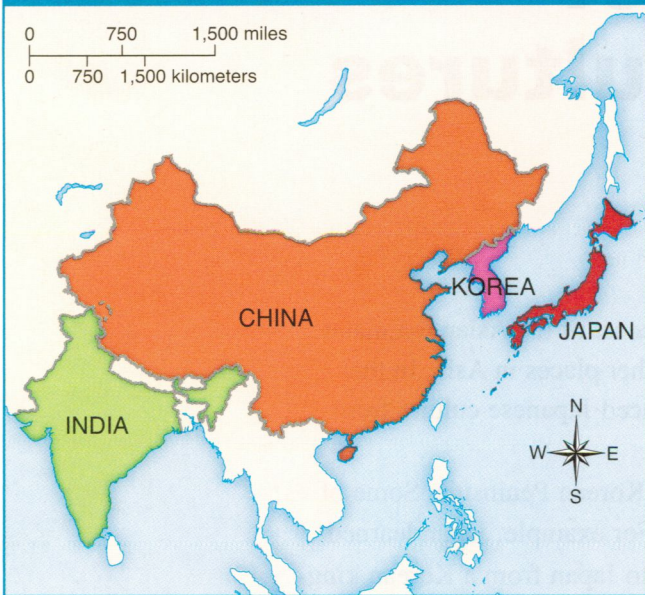 0 750 1,500 miles
0 750 1,500 kilometers
KOREA
CHINA
JAPAN
INDIA
N
W E
S